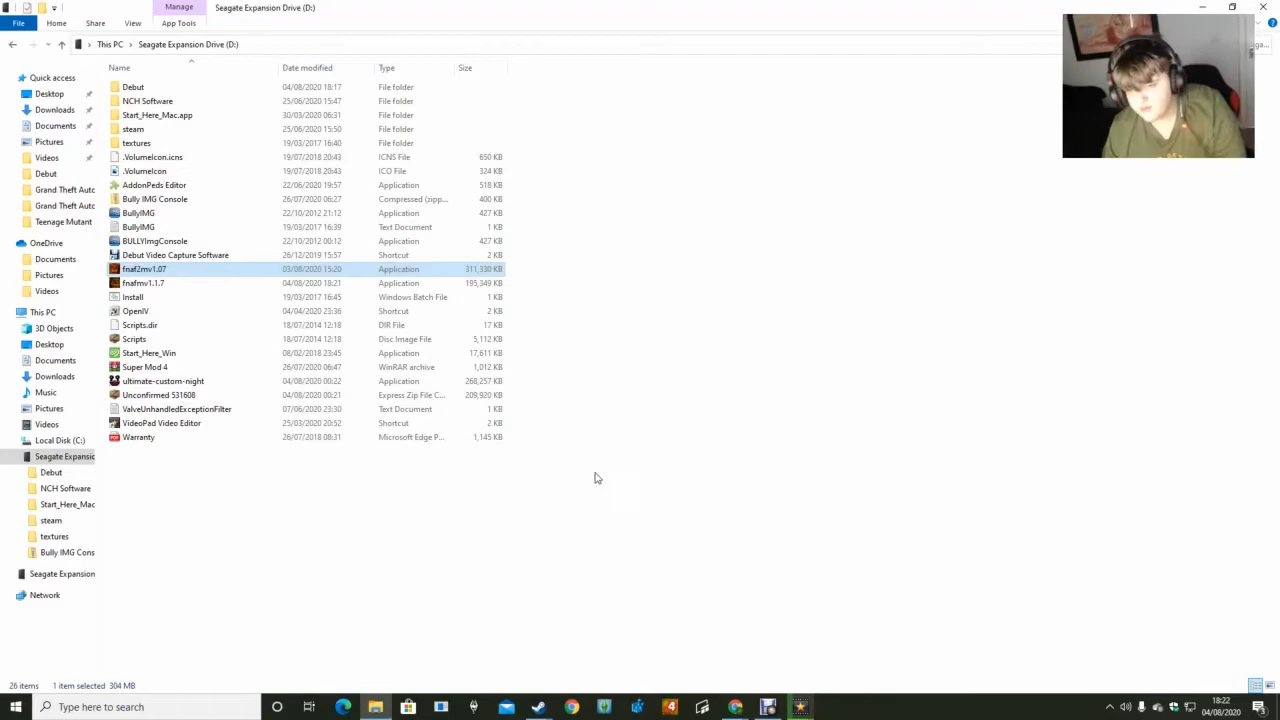 Manage
Seagate Expansion Drive (D:)
File
Home
Share
View
App Tools
This PC
Seagate Expansion Drive (D:)
Name
Date modified
Type
Size
Quick access
Desktop
Downloads
Documents
Pictures
Videos
Debut
Grand Theft Auto
Grand Theft Auto
Teenage Mutant
OneDrive
Documents
Pictures
Videos
This PC
3D Objects
Desktop
Documents
Downloads
Music
Pictures
Videos
Local Disk (C:)
Seagate Expansio
Debut
NCH Software
Start_Here_Mac
steam
textures
Bully IMG Cons
Seagate Expansion
Network
Debut 04/08/2020 18:17 File folder
NCH Software 25/06/2020 15:47 File folder
Start_Here_Mac.app 30/03/2020 06:31 File folder
steam 25/06/2020 15:50 File folder
textures 19/03/2017 16:40 File folder
.VolumeIcon.icns 19/07/2018 20:43 ICNS File 650 KB
.VolumeIcon 19/07/2018 20:43 ICO File 324 KB
AddonPeds Editor 22/06/2020 19:57 Application 518 KB
Bully IMG Console 26/07/2020 06:27 Compressed (zipp... 400 KB
BullyIMG 22/10/2012 21:12 Application 427 KB
BullyIMG 19/03/2017 16:39 Text Document 1 KB
BULLYImgConsole 22/10/2012 00:12 Application 427 KB
Debut Video Capture Software 26/12/2019 15:57 Shortcut 2 KB
fnaf2mv1.07 03/08/2020 15:20 Application 311,330 KB
fnafmv1.1.7 04/08/2020 18:21 Application 195,349 KB
Install 19/03/2017 16:45 Windows Batch File 1 KB
OpenIV 04/04/2020 23:36 Shortcut 2 KB
Scripts.dir 18/07/2014 12:18 DIR File 17 KB
Scripts 18/07/2014 12:18 Disc Image File 5,112 KB
Start_Here_Win 08/02/2018 23:45 Application 17,611 KB
Super Mod 4 26/07/2020 06:47 WinRAR archive 1,012 KB
ultimate-custom-night 04/08/2020 00:22 Application 268,257 KB
Unconfirmed 531608 04/08/2020 00:21 Express Zip File C... 209,920 KB
ValveUnhandledExceptionFilter 07/06/2020 23:30 Text Document 1 KB
VideoPad Video Editor 25/03/2020 20:52 Shortcut 2 KB
Warranty 26/07/2018 08:31 Microsoft Edge P... 1,145 KB
26 items 1 item selected 304 MB
Type here to search
18:22
04/08/2020